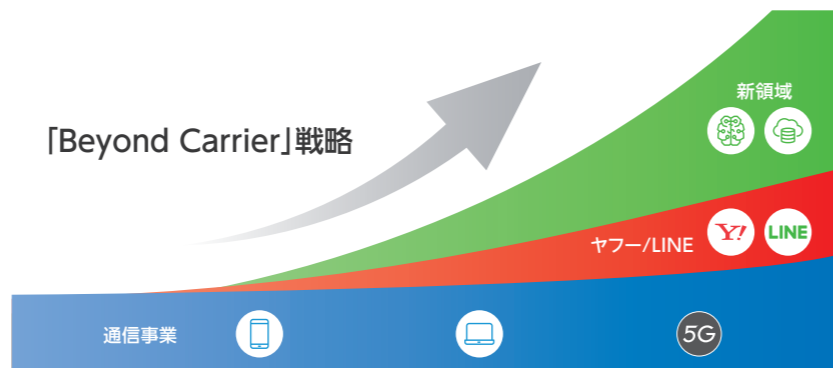 「Beyond Carrier」戦略
新領域
ヤフー/LINE
Y!
LINE
通信事業
5G